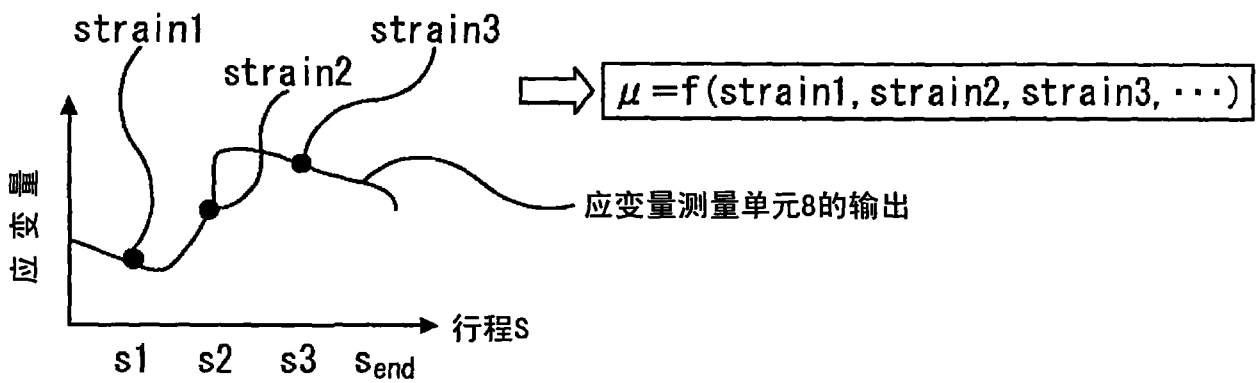 strain1
strain3
strain2
μ=f(strain1, strain2, strain3, ···)
应变量
应变量测量单元8的输出
行程S
s1 s2 s3 s_end